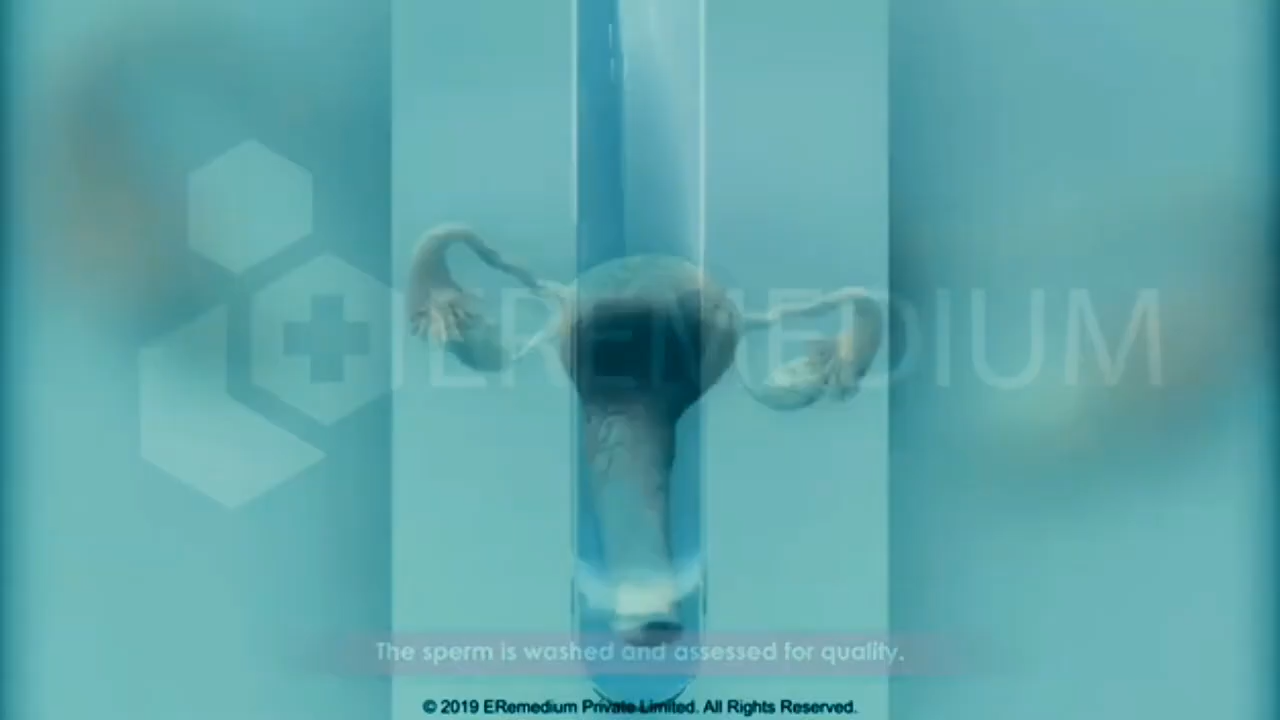 EREMEDIUM
The sperm is washed and assessed for quality.
© 2019 ERemedium Private Limited. All Rights Reserved.